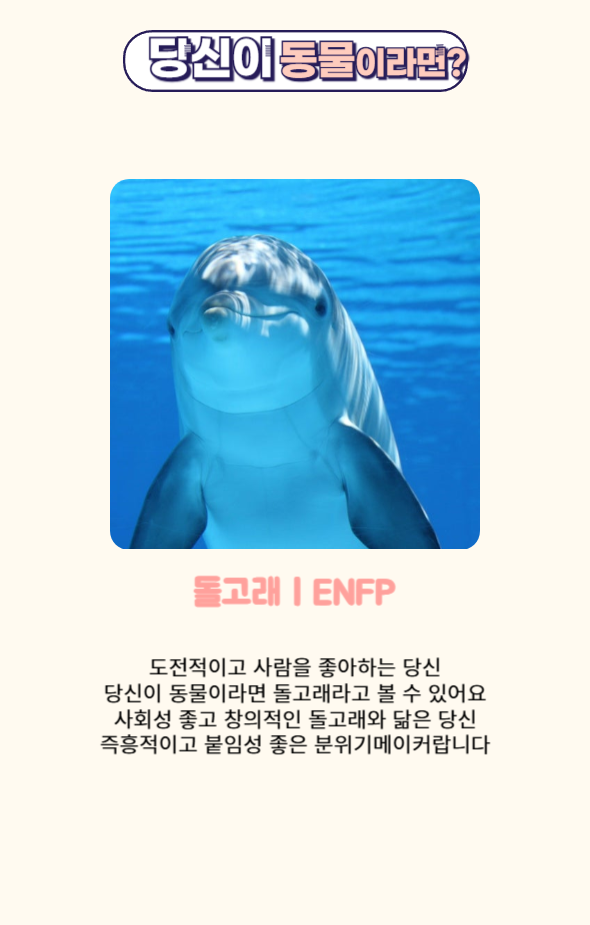 당신이 동물이라면?
돌고래 | ENFP
도전적이고 사람을 좋아하는 당신
당신이 동물이라면 돌고래라고 볼 수 있어요
사회성 좋고 창의적인 돌고래와 닮은 당신
즉흥적이고 붙임성 좋은 분위기메이커랍니다